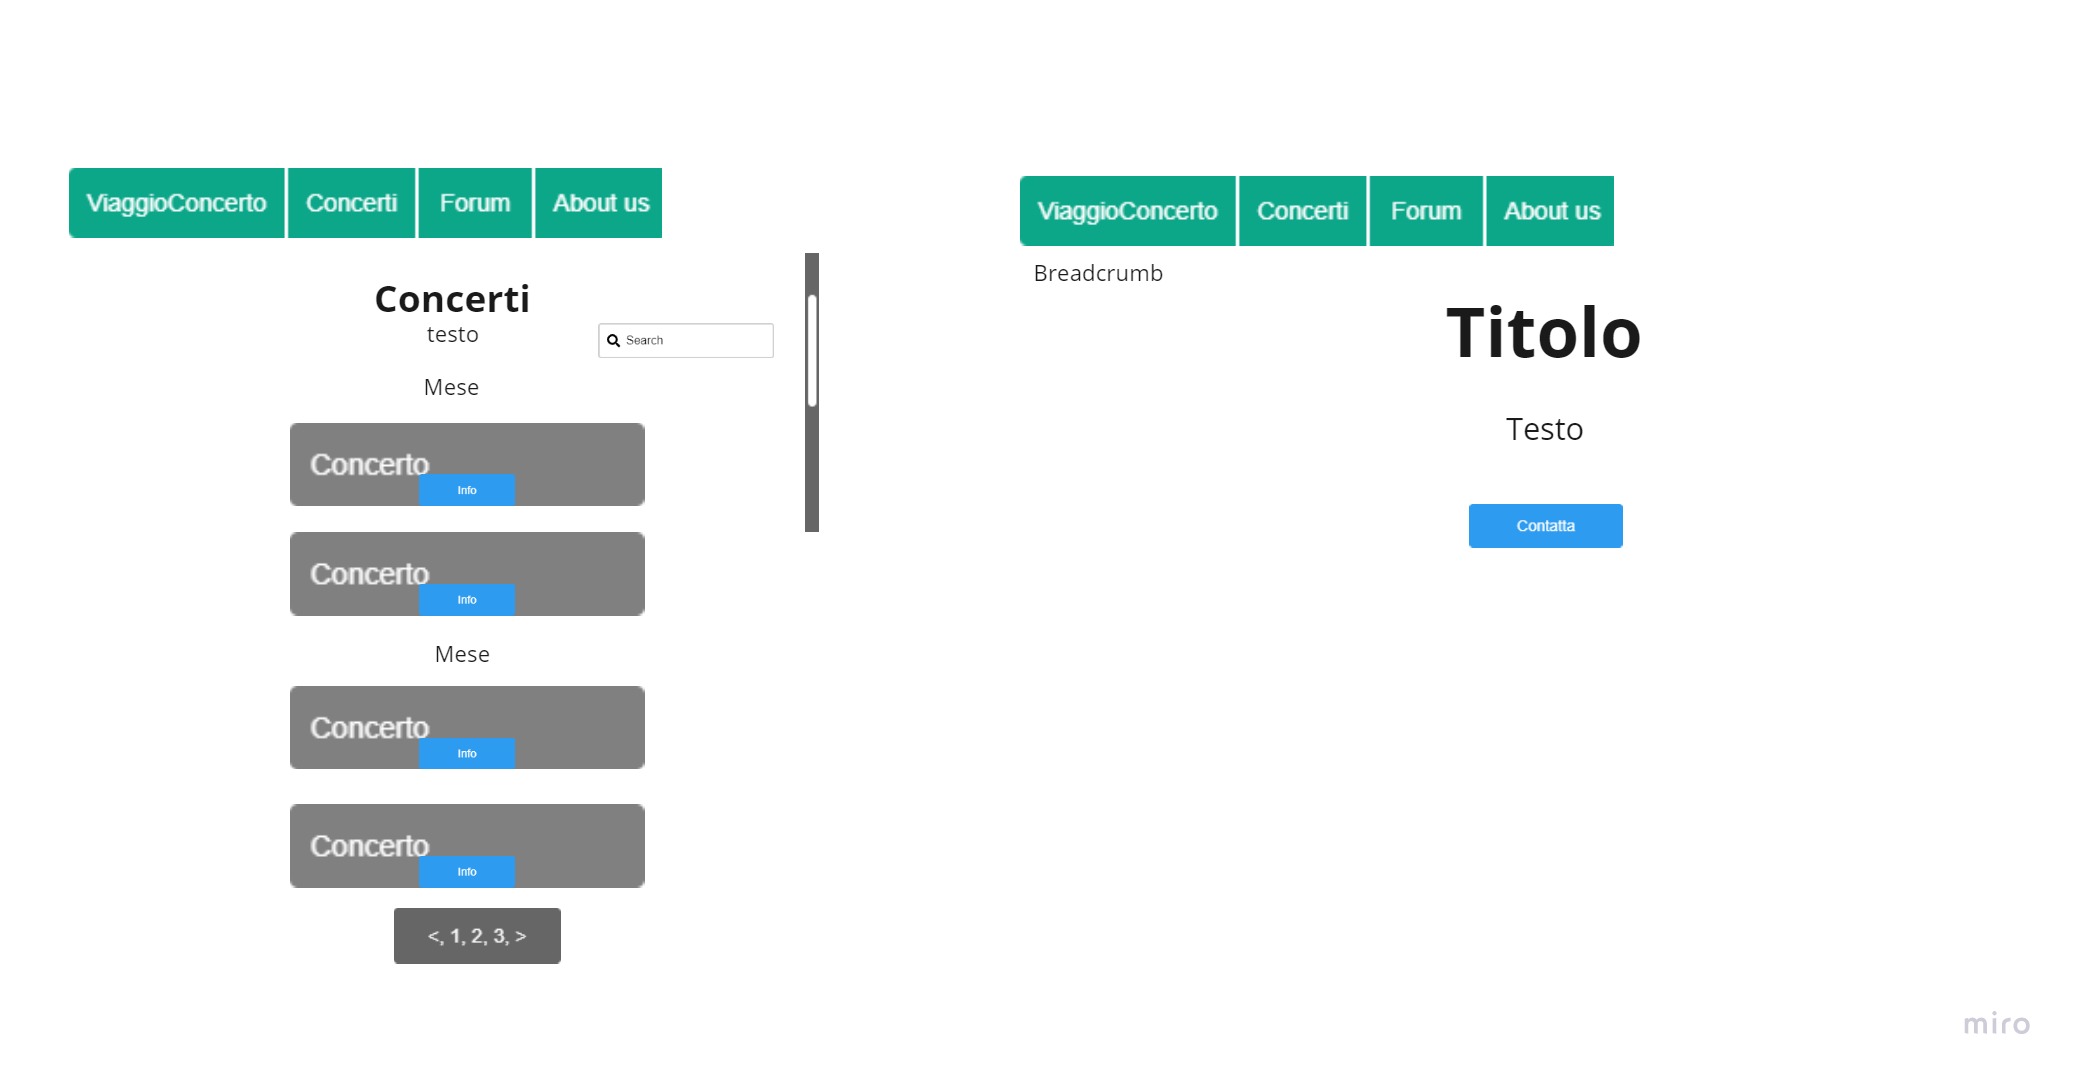 ViaggioConcerto Concerti Forum About us
Concerti
testo
Search
Mese
Concerto
Info
Concerto
Info
Mese
Concerto
Info
Concerto
Info
<, 1, 2, 3, >
ViaggioConcerto Concerti Forum About us
Breadcrumb
Titolo
Testo
Contatta
miro